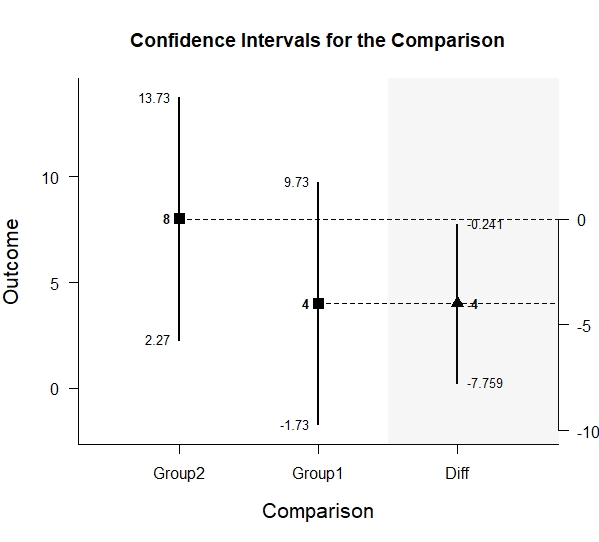 Confidence Intervals for the Comparison
13.73
8
2.27
9.73
4
-1.73
-0.241
-4
-7.759
10
5
0
0
-5
-10
Outcome
Group2
Group1
Diff
Comparison